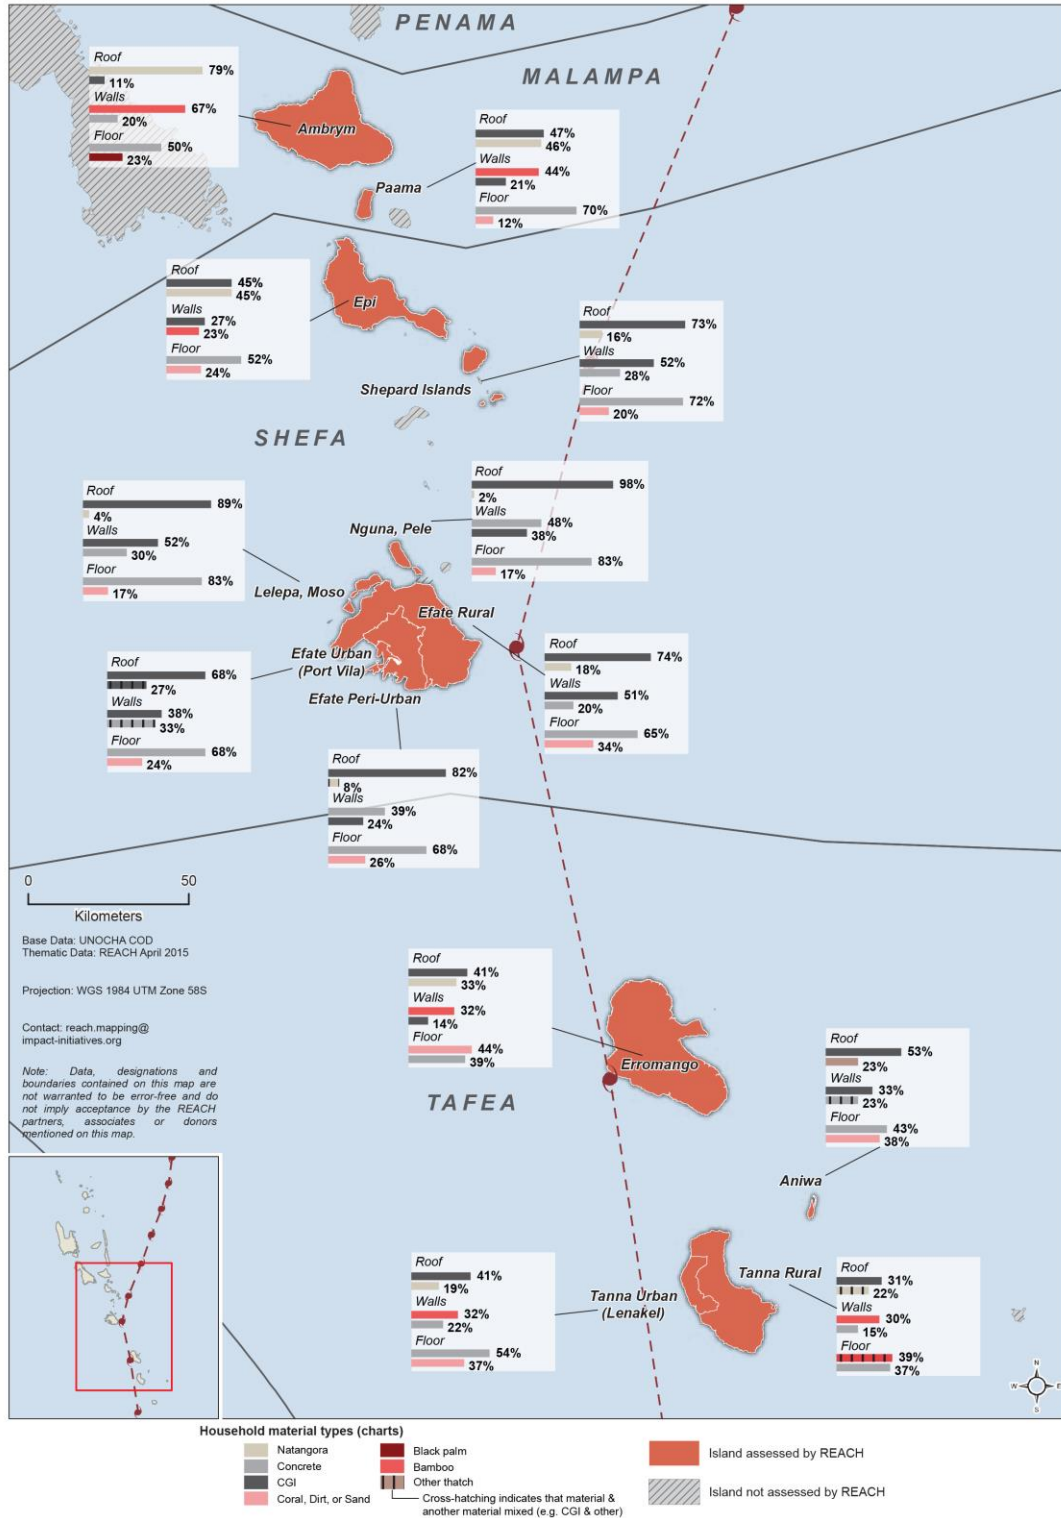 PENAMA
MALAMPA
Roof
79%
11%
Walls
67%
20%
Floor
50%
23%
Ambrym
Roof
47%
46%
Walls
44%
21%
Floor
70%
12%
Paama
Roof
45%
45%
Walls
27%
23%
Floor
52%
24%
Epi
Roof
73%
16%
Walls
52%
28%
Floor
72%
20%
Shepard Islands
SHEFA
Roof
89%
4%
Walls
52%
30%
Floor
83%
17%
Lelepa, Moso
Roof
98%
2%
Walls
48%
38%
Floor
83%
17%
Nguna, Pele
Efate Rural
Roof
74%
18%
Walls
51%
20%
Floor
65%
34%
Efate Urban
(Port Vila)
Roof
68%
27%
Walls
38%
33%
Floor
68%
24%
Efate Peri-Urban
Roof
82%
8%
Walls
39%
24%
Floor
68%
26%
0 50
Kilometers
Base Data: UNOCHA COD
Thematic Data: REACH April 2015
Projection: WGS 1984 UTM Zone 58S
Contact: reach.mapping@
impact-initiatives.org
Note: Data, designations and
boundaries contained on this map are
not warranted to be error-free and do
not imply acceptance by the REACH
partners, associates or donors
mentioned on this map.
Roof
41%
33%
Walls
32%
14%
Floor
44%
39%
Erromango
TAFEA
Roof
53%
23%
Walls
33%
23%
Floor
43%
38%
Aniwa
Roof
41%
19%
Walls
32%
22%
Floor
54%
37%
Tanna Urban
(Lenakel)
Tanna Rural
Roof
31%
22%
Walls
30%
15%
Floor
39%
37%
N
W E
S
Household material types (charts)
Natangora
Concrete
CGI
Coral, Dirt, or Sand
Black palm
Bamboo
Other thatch
Cross-hatching indicates that material &
another material mixed (e.g. CGI & other)
Island assessed by REACH
Island not assessed by REACH